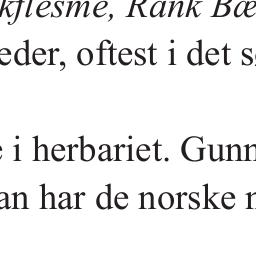 kflesme, Rank Bæ
eder, oftest i det s
e i herbariet. Gunn
an har de norske n